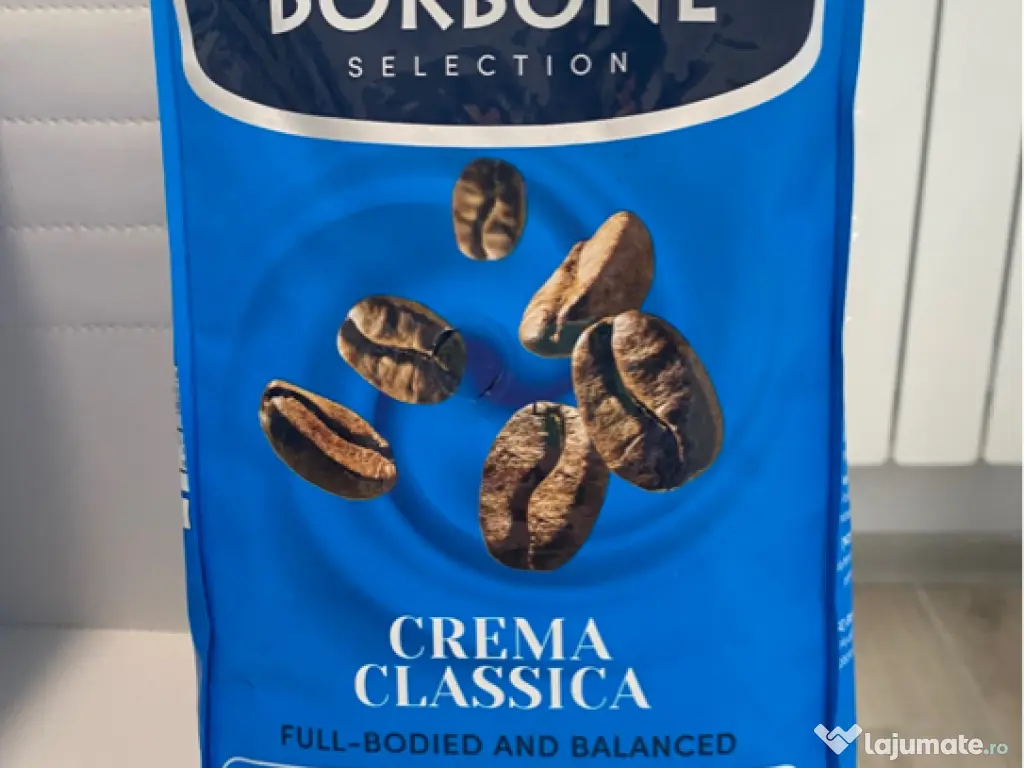 BORBONE
SELECTION
CREMA
CLASSICA
FULL-BODIED AND BALANCED
lajumate.ro